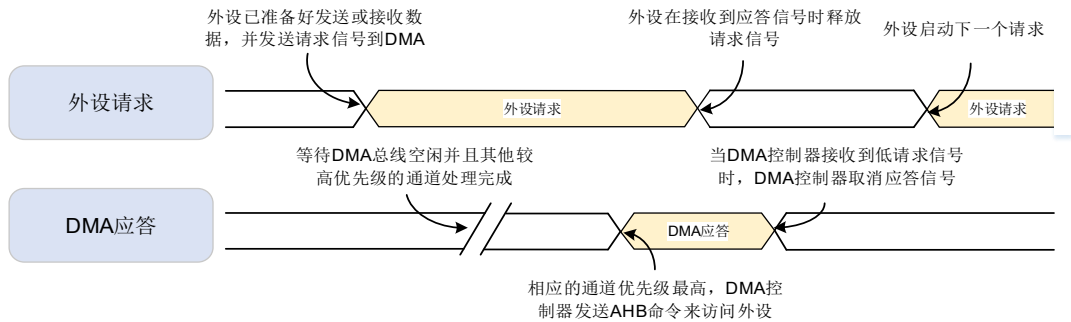 外设已准备好发送或接收数
据，并发送请求信号到DMA
外设在接收到应答信号时释放
请求信号
外设启动下一个请求
外设请求
外设请求
外设请求
等待DMA总线空闲并且其他较
高优先级的通道处理完成
当DMA控制器接收到低请求信号
时，DMA控制器取消应答信号
DMA应答
DMA应答
相应的通道优先级最高，DMA控
制器发送AHB命令来访问外设